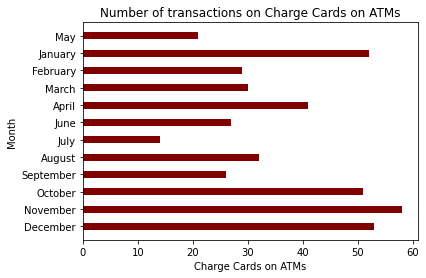 Number of transactions on Charge Cards on ATMs
Month
May
January
February
March
April
June
July
August
September
October
November
December
0 10 20 30 40 50 60
Charge Cards on ATMs